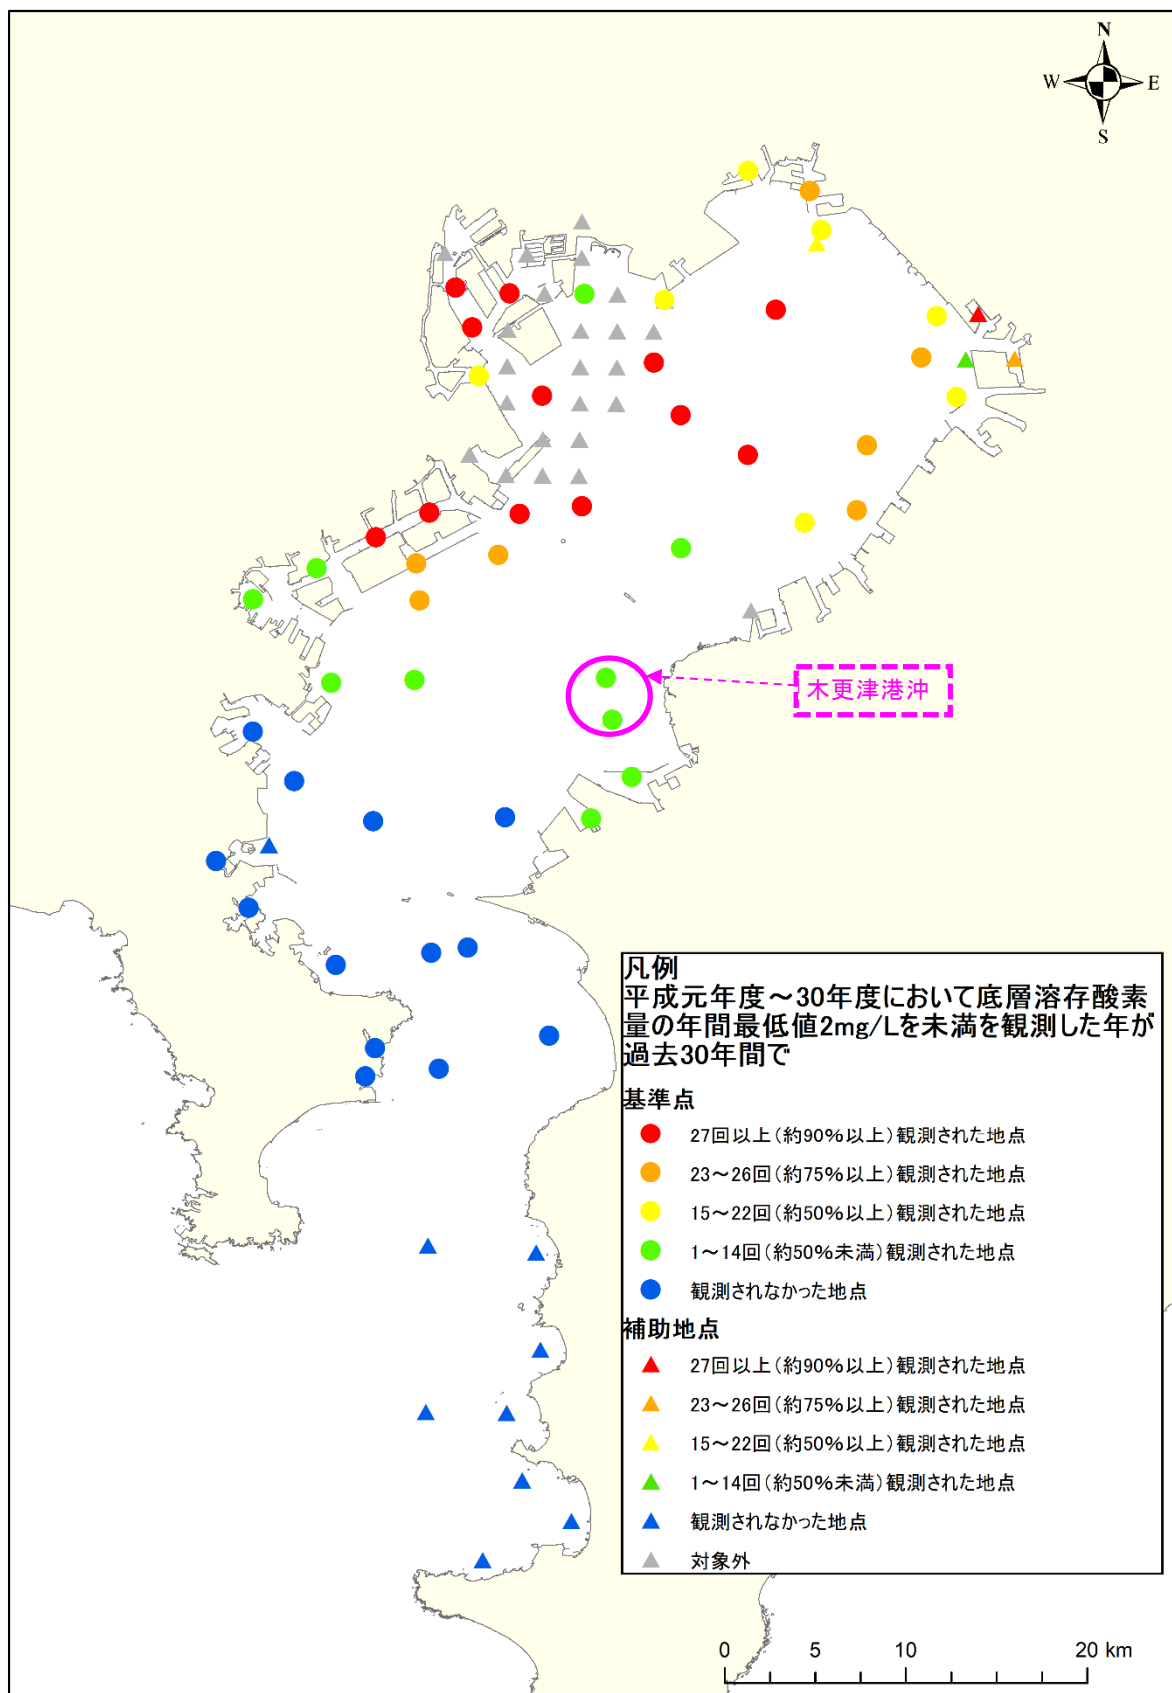 N
W
E
S
木更津港沖
凡例
平成元年度～30年度において底層溶存酸素
量の年間最低値2mg/Lを未満を観測した年が
過去30年間で
基準点
27回以上(約90%以上)観測された地点
23～26回(約75%以上)観測された地点
15～22回(約50%以上)観測された地点
1～14回(約50%未満)観測された地点
観測されなかった地点
補助地点
27回以上(約90%以上)観測された地点
23～26回(約75%以上)観測された地点
15～22回(約50%以上)観測された地点
1～14回(約50%未満)観測された地点
観測されなかった地点
対象外
0 5 10 20 km